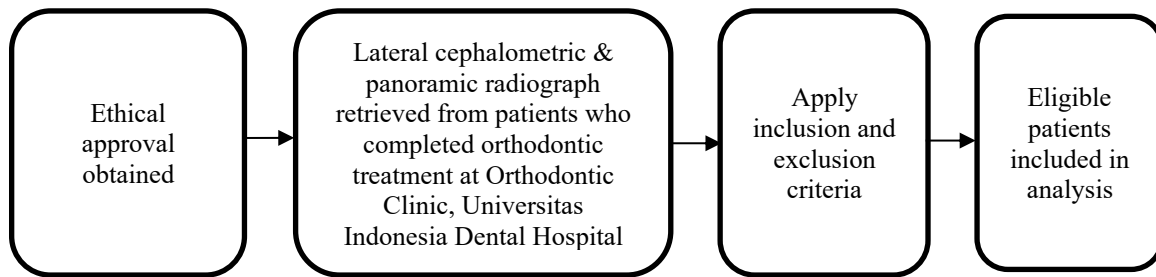 Ethical
approval
obtained
Lateral cephalometric &
panoramic radiograph
retrieved from patients who
completed orthodontic
treatment at Orthodontic
Clinic, Universitas
Indonesia Dental Hospital
Apply
inclusion and
exclusion
criteria
Eligible
patients
included in
analysis